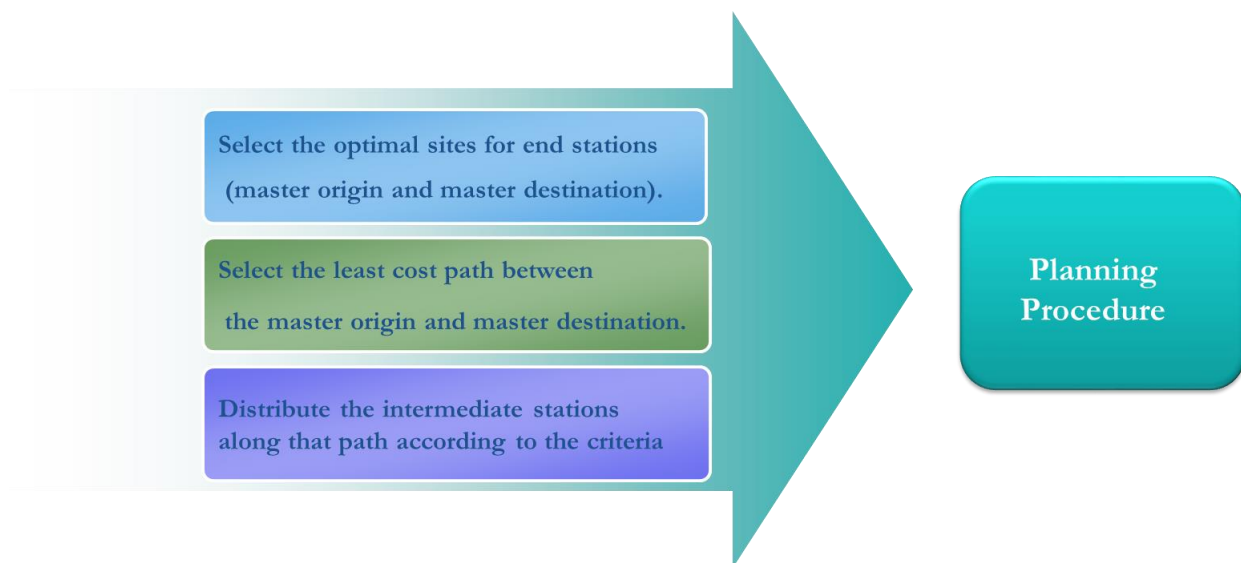 Select the optimal sites for end stations
(master origin and master destination).
Select the least cost path between
the master origin and master destination.
Distribute the intermediate stations
along that path according to the criteria
Planning
Procedure